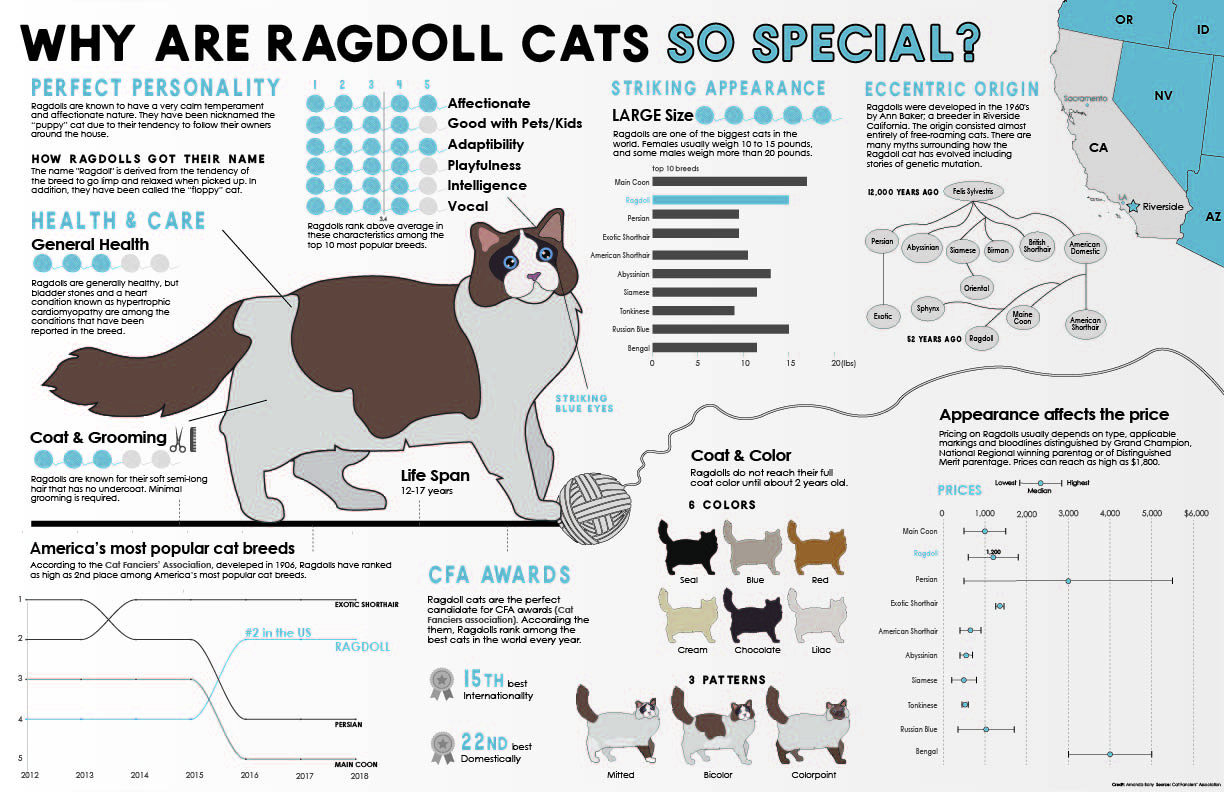 WHY ARE RAGDOLL CATS SO SPECIAL?
PERFECT PERSONALITY
Ragdolls are known to have a very calm temperament
and affectionate nature. They have been nicknamed the
"puppy" cat due to their tendency to follow their owners
around the house.
HOW RAGDOLLS GOT THEIR NAME
The name "Ragdoll" is derived from the tendency of
the breed to go limp and relaxed when picked up. In
addition, they have been called the "floppy" cat.
1 2 3 4 5
Affectionate
Good with Pets/Kids
Adaptibility
Playfulness
Intelligence
Vocal
3.4
Ragdolls rank above average in
these characteristics among the
top 10 most popular breeds.
HEALTH & CARE
General Health
Ragdolls are generally healthy, but
bladder stones and a heart
condition known as hypertrophic
cardiomyopathy are among the
conditions that have been
reported in the breed.
Coat & Grooming
Ragdolls are known for their soft semi-long
hair that has no undercoat. Minimal
grooming is required.
STRIKING
BLUE EYES
Life Span
12-17 years
STRIKING APPEARANCE
LARGE Size
Ragdolls are one of the biggest cats in the
world. Females usually weigh 10 to 15 pounds,
and some males weigh more than 20 pounds.
top 10 breeds
Main Coon
Ragdoll
Persian
Exotic Shorthair
American Shorthair
Abyssinian
Siamese
Tonkinese
Russian Blue
Bengal
0 5 10 15 20(lbs)
ECCENTRIC ORIGIN
Ragdolls were developed in the 1960's
by Ann Baker; a breeder in Riverside
California. The origin consisted almost
entirely of free-roaming cats. There are
many myths surrounding how the
Ragdoll cat has evolved including
stories of genetic mutation.
OR
ID
NV
Sacramento
CA
LA
Riverside
AZ
12,000 YEARS AGO
Felis Sylvestris
Persian
Abyssinian
Siamese
Birman
British
Shorthair
American
Domestic
Oriental
Exotic
Sphynx
Maine
Coon
American
Shorthair
52 YEARS AGO
Ragdoll
America's most popular cat breeds
According to the Cat Fanciers' Association, developed in 1906, Ragdolls have ranked
as high as 2nd place among America's most popular cat breeds.
1
2
3
4
5
EXOTIC SHORTHAIR
#2 in the US
RAGDOLL
PERSIAN
MAIN COON
2012 2013 2014 2015 2016 2017 2018
CFA AWARDS
Ragdoll cats are the perfect
candidate for CFA awards (Cat
Fanciers association). According the
them, Ragdolls rank among the
best cats in the world every year.
15TH best
Internationallty
22ND best
Domestically
Coat & Color
Ragdolls do not reach their full
coat color until about 2 years old.
6 COLORS
Seal
Blue
Red
Cream
Chocolate
Lilac
3 PATTERNS
Mitted
Bicolor
Colorpoint
Appearance affects the price
Pricing on Ragdolls usually depends on type, applicable
markings and bloodlines distinguished by Grand Champion,
National Regional winning parentag or of Distinguished
Merit parentage. Prices can reach as high as $1,800.
PRICES
Lowest
Median
Highest
0 1,000 2,000 3,000 4,000 5,000 $6,000
Main Coon
Ragdoll
1,200
Persian
Exotic Shorthair
American Shorthair
Abyssinian
Siamese
Tonkinese
Russian Blue
Bengal
Source: Cat Fanciers' Association